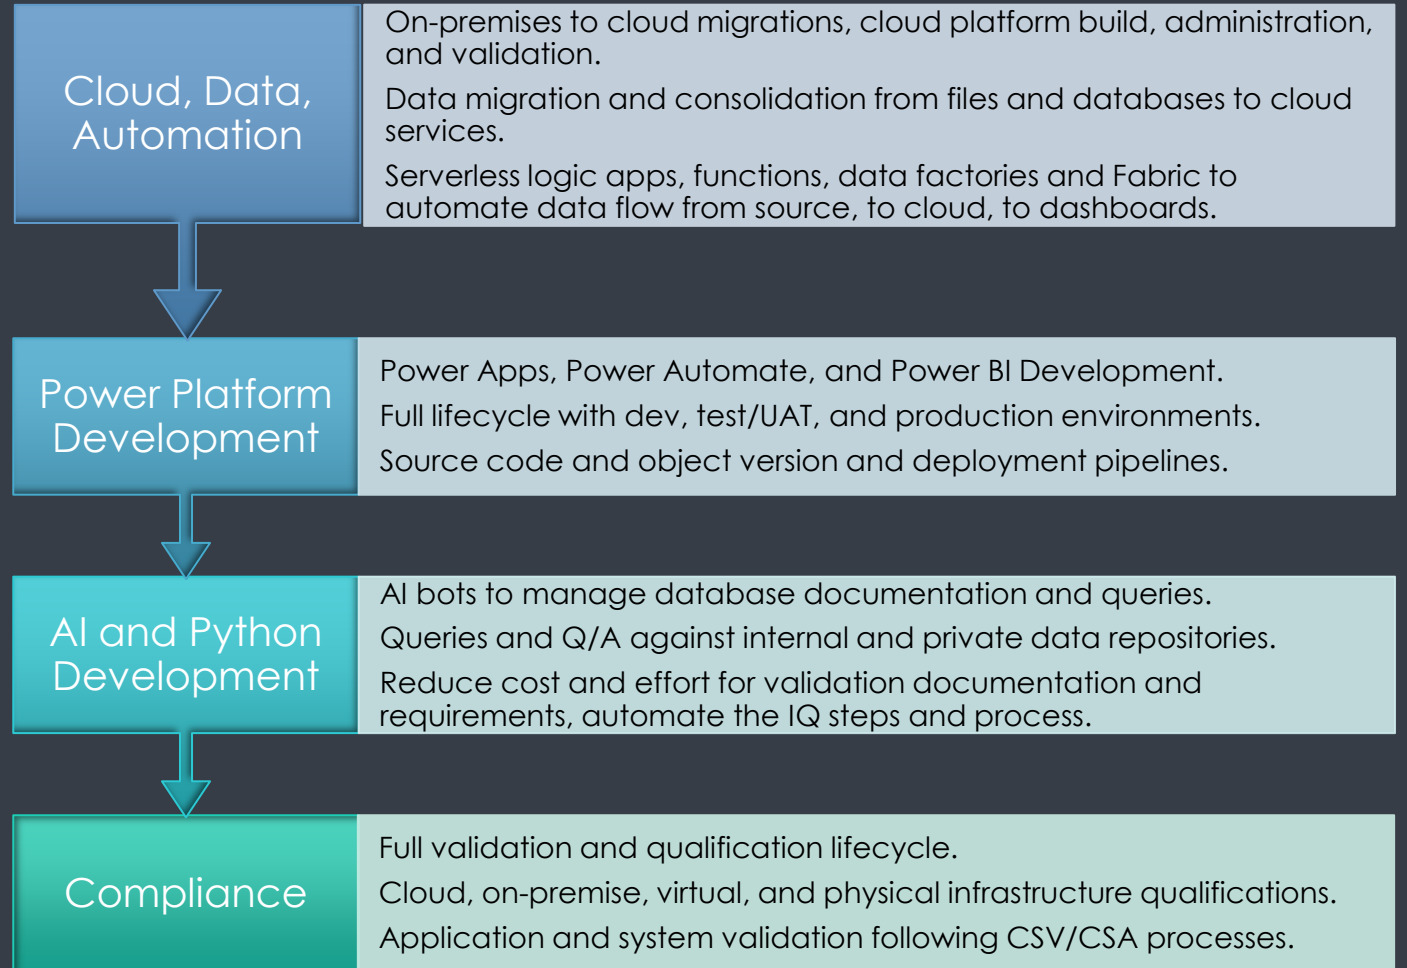 Cloud, Data,
Automation
On-premises to cloud migrations, cloud platform build, administration,
and validation.
Data migration and consolidation from files and databases to cloud
services.
Serverless logic apps, functions, data factories and Fabric to
automate data flow from source, to cloud, to dashboards.
Power Platform
Development
Power Apps, Power Automate, and Power BI Development.
Full lifecycle with dev, test/UAT, and production environments.
Source code and object version and deployment pipelines.
AI and Python
Development
AI bots to manage database documentation and queries.
Queries and Q/A against internal and private data repositories.
Reduce cost and effort for validation documentation and
requirements, automate the IQ steps and process.
Compliance
Full validation and qualification lifecycle.
Cloud, on-premise, virtual, and physical infrastructure qualifications.
Application and system validation following CSV/CSA processes.